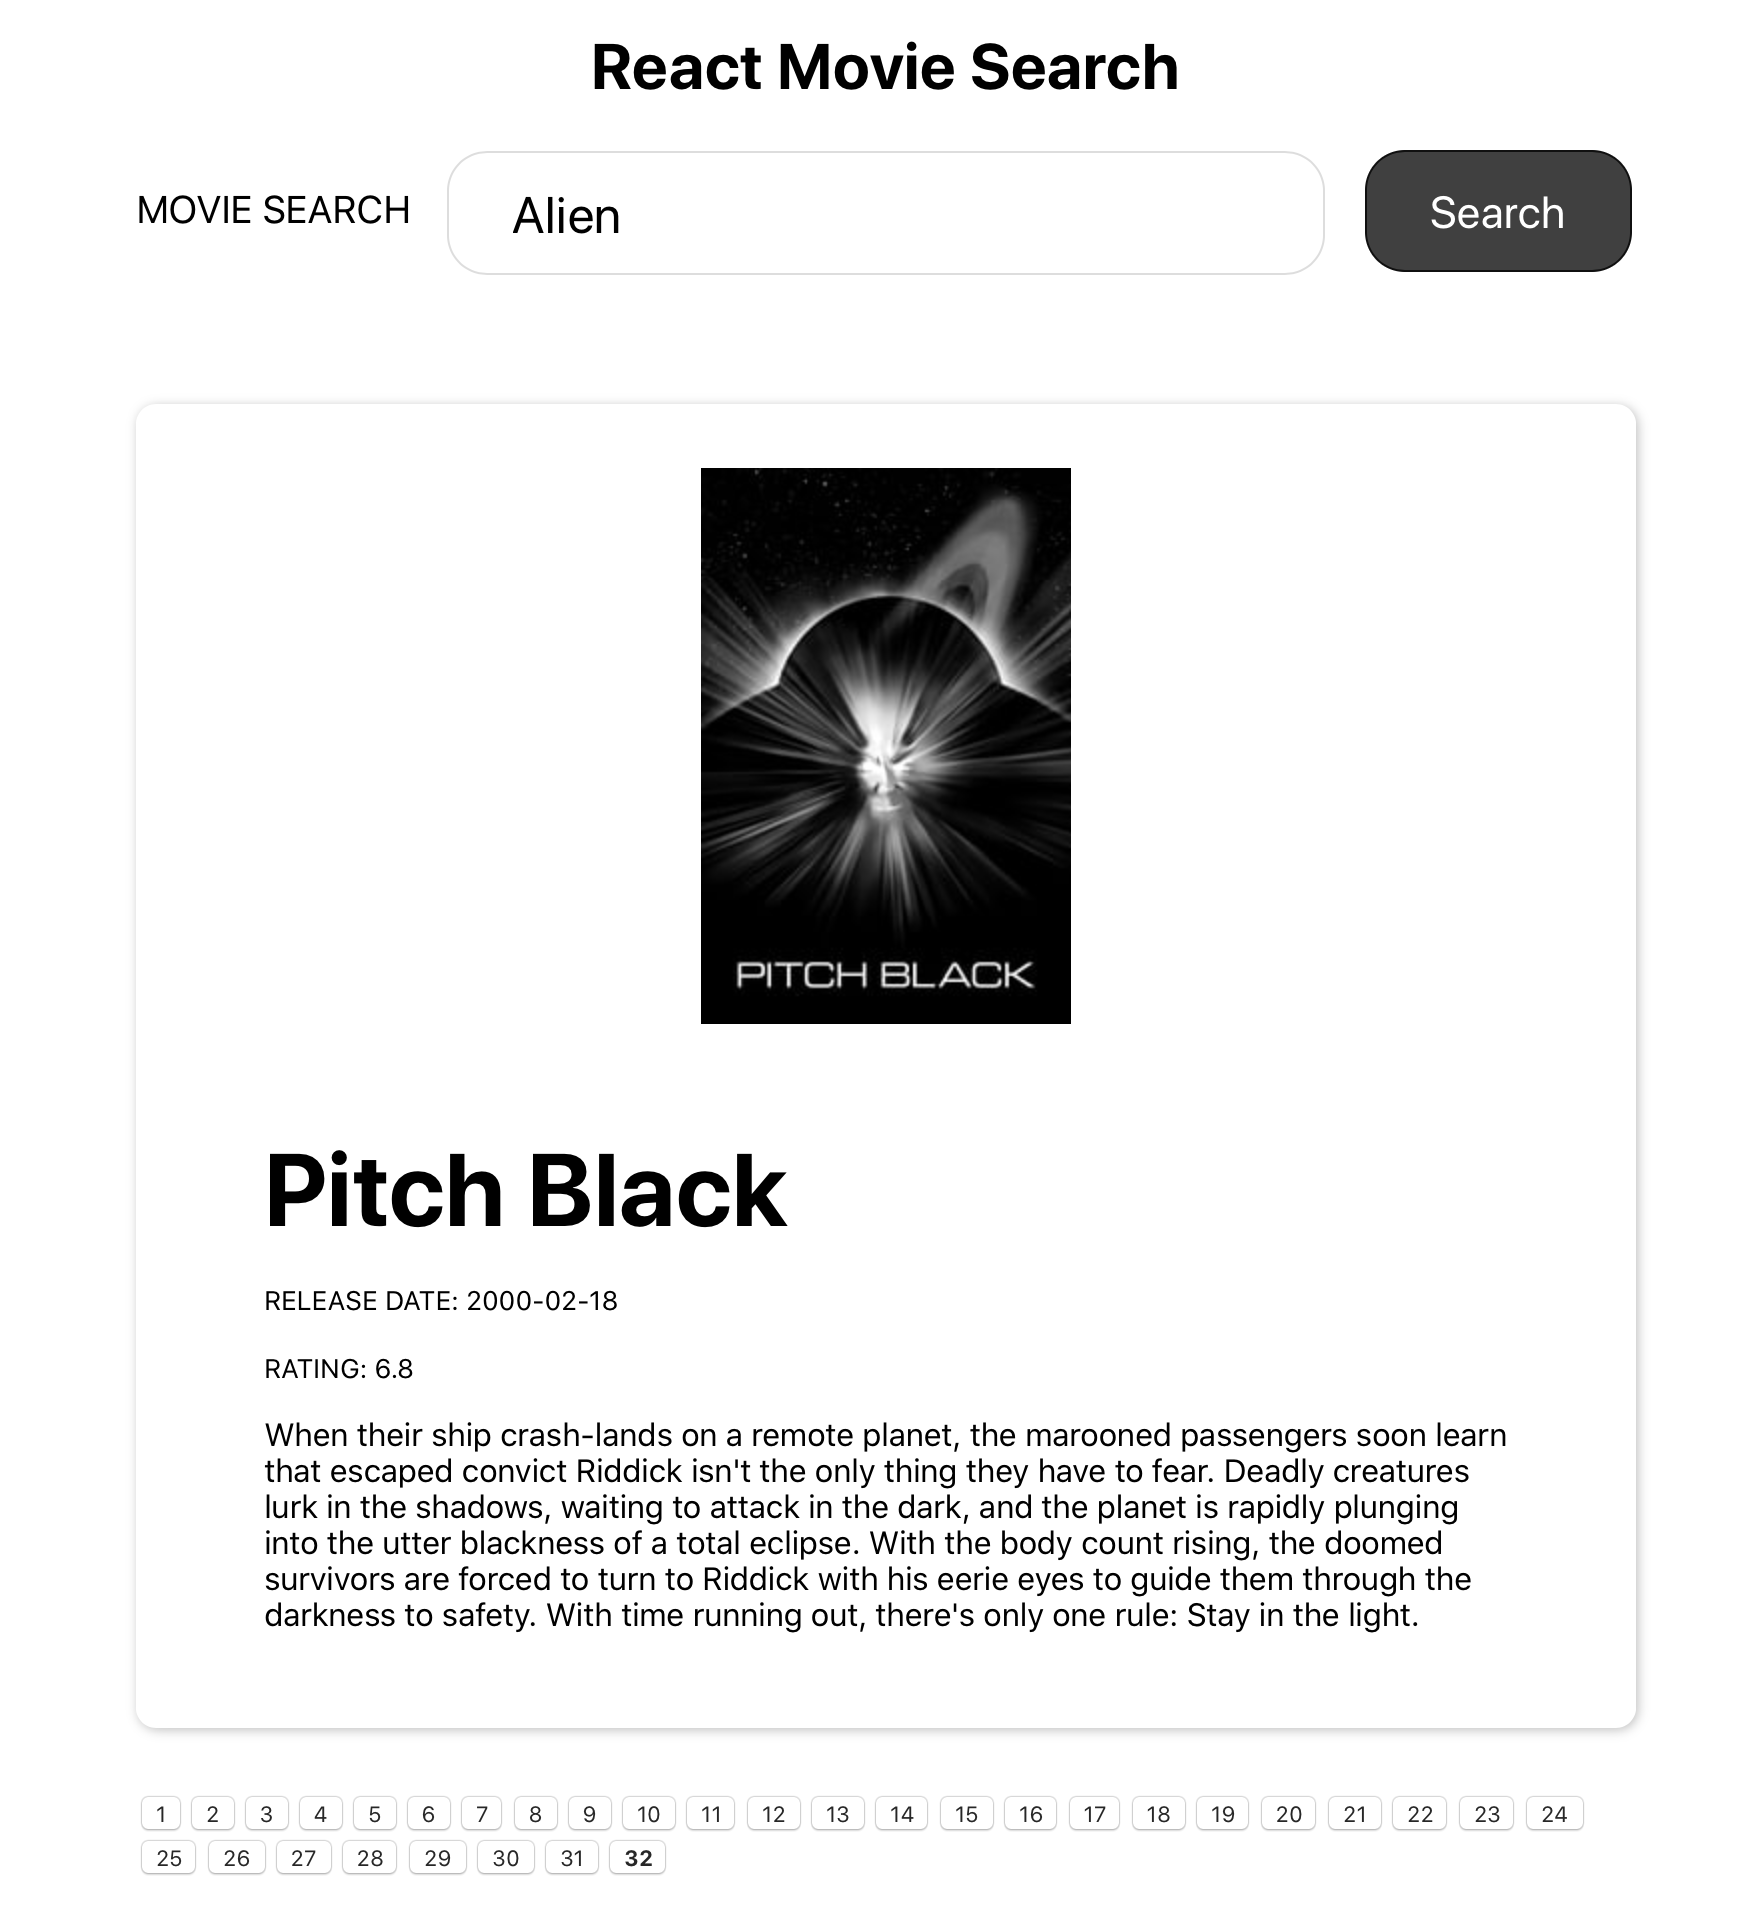 React Movie Search
MOVIE SEARCH Alien Search
PITCH BLACK
Pitch Black
RELEASE DATE: 2000-02-18
RATING: 6.8
When their ship crash-lands on a remote planet, the marooned passengers soon learn
that escaped convict Riddick isn't the only thing they have to fear. Deadly creatures
lurk in the shadows, waiting to attack in the dark, and the planet is rapidly plunging
into the utter blackness of a total eclipse. With the body count rising, the doomed
survivors are forced to turn to Riddick with his eerie eyes to guide them through the
darkness to safety. With time running out, there's only one rule: Stay in the light.
1 2 3 4 5 6 7 8 9 10 11 12 13 14 15 16 17 18 19 20 21 22 23 24
25 26 27 28 29 30 31 32